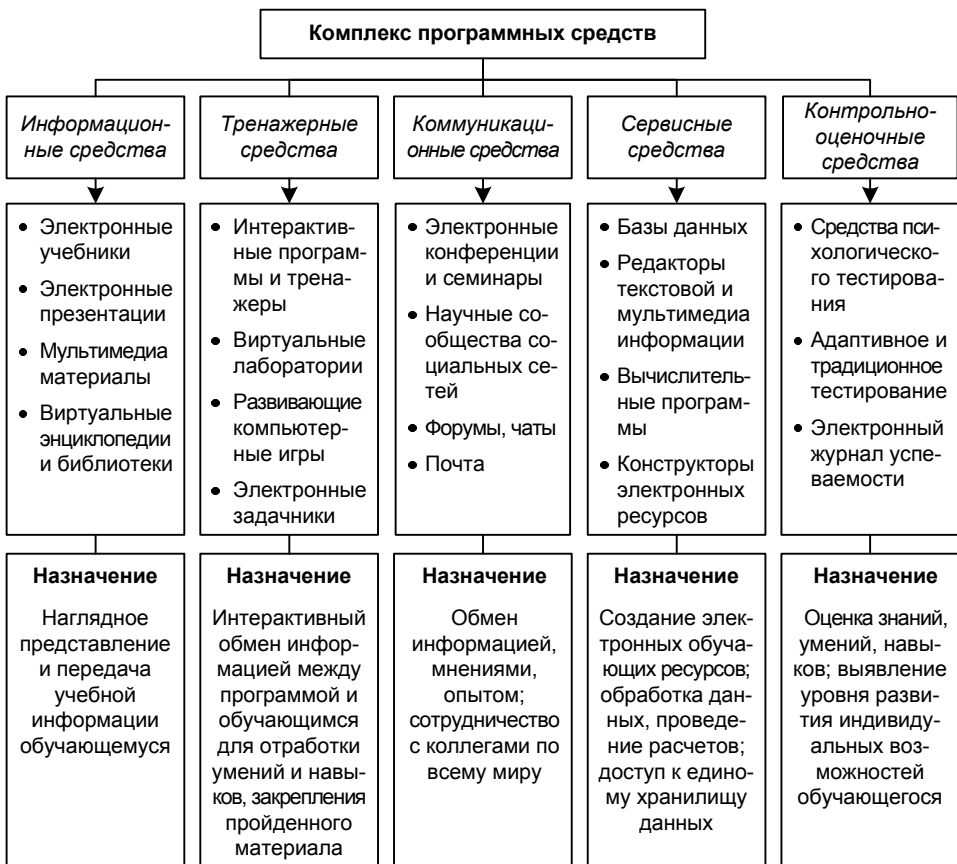 Комплекс программных средств
Информацион-
ные средства
Тренажерные
средства
Коммуникаци-
онные средства
Сервисные
средства
Контрольно-
оценочные
средства
• Электронные
учебники
• Электронные
презентации
• Мультимедиа
материалы
• Виртуальные
энциклопедии
и библиотеки
• Интерактив-
ные програм-
мы и трена-
жеры
• Виртуальные
лаборатории
• Развивающие
компьютер-
ные игры
• Электронные
задачники
• Электронные
конференции
и семинары
• Научные со-
общества со-
циальных се-
тей
• Форумы, чаты
• Почта
• Базы данных
• Редакторы
текстовой и
мультимедиа
информации
• Вычислитель-
ные програм-
мы
• Конструкторы
электронных
ресурсов
• Средства пси-
хологическо-
го тестирова-
ния
• Адаптивное и
традиционное
тестирование
• Электронный
журнал успе-
ваемости
Назначение
Наглядное
представление
и передача
учебной
информации
обучающемуся
Назначение
Интерактивный
обмен инфор-
мацией между
программой и
обучающимся
для отработки
умений и навы-
ков, закрепления
пройденного
материала
Назначение
Обмен
информацией,
мнениями,
опытом;
сотрудничество
с коллегами по
всему миру
Назначение
Создание элек-
тронных обуча-
ющих ресурсов;
обработка дан-
ных, проведе-
ние расчетов;
доступ к едино-
му хранилищу
данных
Назначение
Оценка знаний,
умений, навы-
ков; выявление
уровня разви-
тия индивиду-
альных воз-
можностей
обучающегося